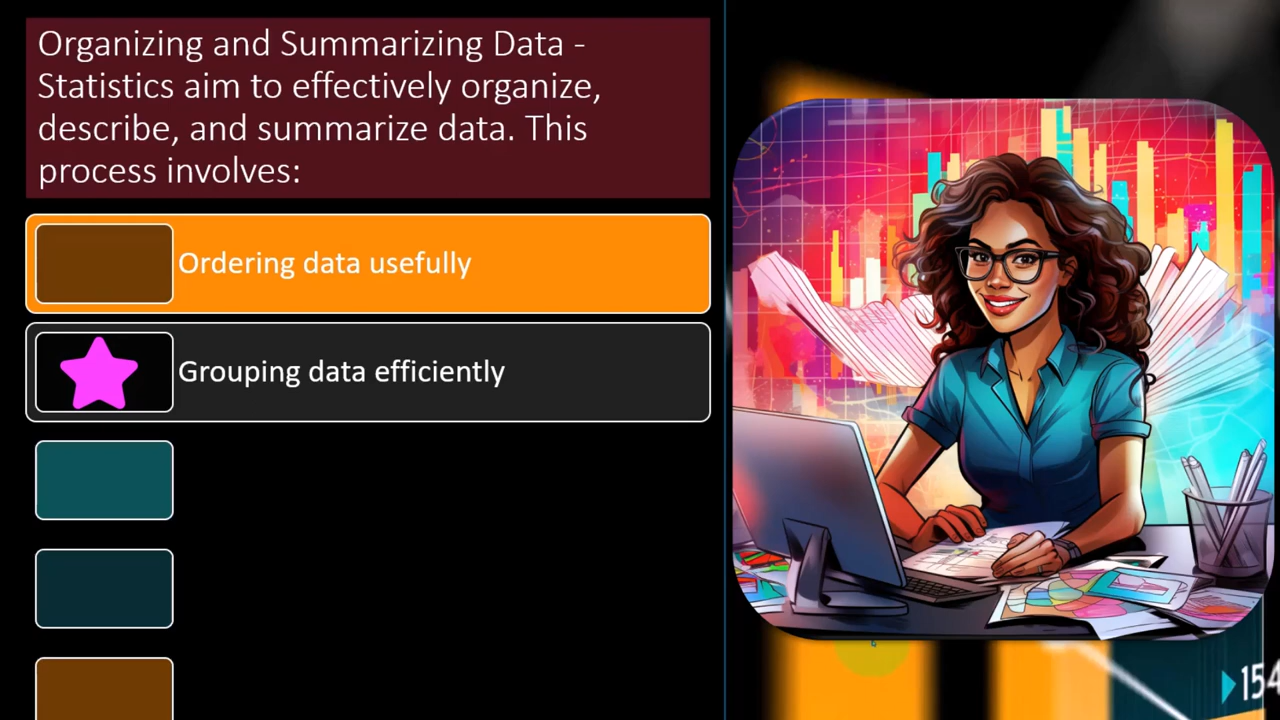 Organizing and Summarizing Data -
Statistics aim to effectively organize,
describe, and summarize data. This
process involves:
Ordering data usefully
Grouping data efficiently
154